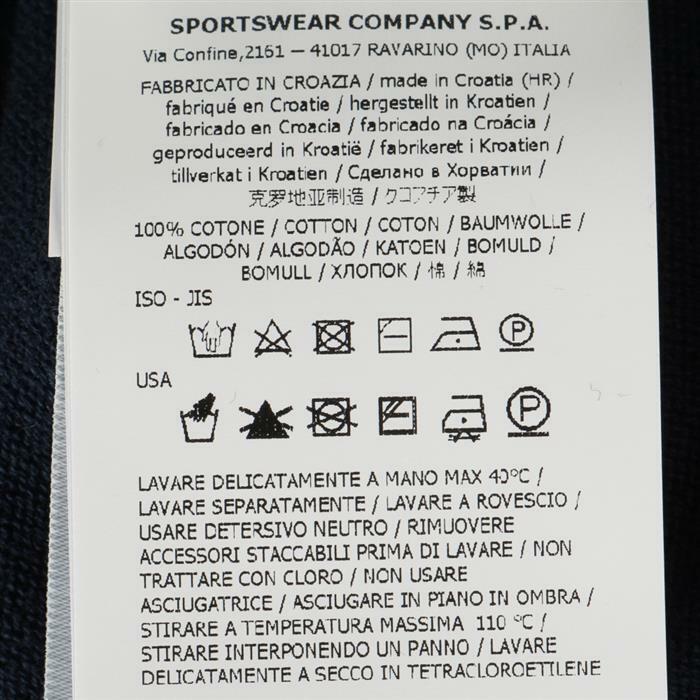 SPORTSWEAR COMPANY S.P.A.
Via Confine,2161 – 41017 RAVARINO (MO) ITALIA
FABBRICATO IN CROAZIA / made in Croatia (HR) /
fabriqué en Croatie / hergestellt in Kroatien /
fabricado en Croacia / fabricado na Croácia /
geproduceerd in Kroatië / fabrikeret i Kroatien /
tillverkat i Kroatien / Сделано в Хорватии /
克罗地亚制造 / クロアチア製
100% COTONE / COTTON / COTON / BAUMWOLLE /
ALGODÓN / ALGODÃO / KATOEN / BOMULD /
BOMULL / ХЛОПОК / 棉 / 綿
ISO - JIS
P
USA
P
LAVARE DELICATAMENTE A MANO MAX 40°C /
LAVARE SEPARATAMENTE / LAVARE A ROVESCIO /
USARE DETERSIVO NEUTRO / RIMUOVERE
ACCESSORI STACCABILI PRIMA DI LAVARE / NON
TRATTARE CON CLORO / NON USARE
ASCIUGATRICE / ASCIUGARE IN PIANO IN OMBRA /
STIRARE A TEMPERATURA MASSIMA 110 °C /
STIRARE INTERPONENDO UN PANNO / LAVARE
DELICATAMENTE A SECCO IN TETRACLOROETILENE